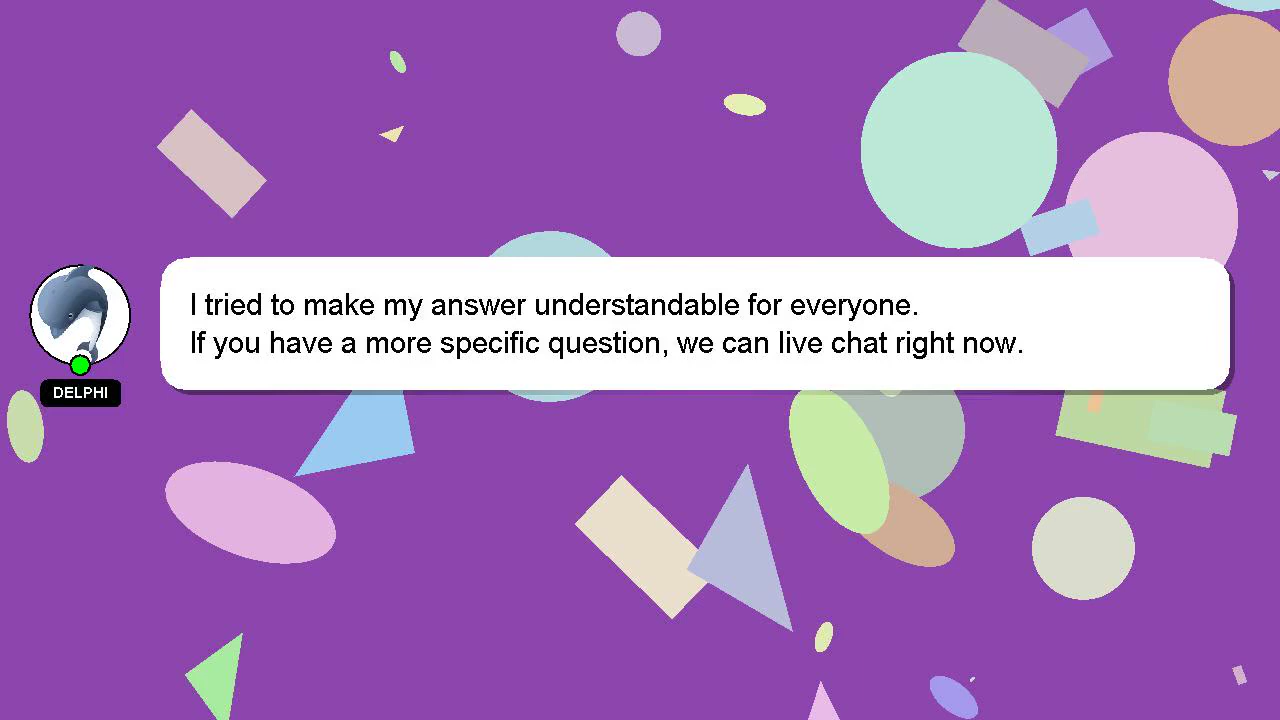 I tried to make my answer understandable for everyone.
If you have a more specific question, we can live chat right now.
DELPHI